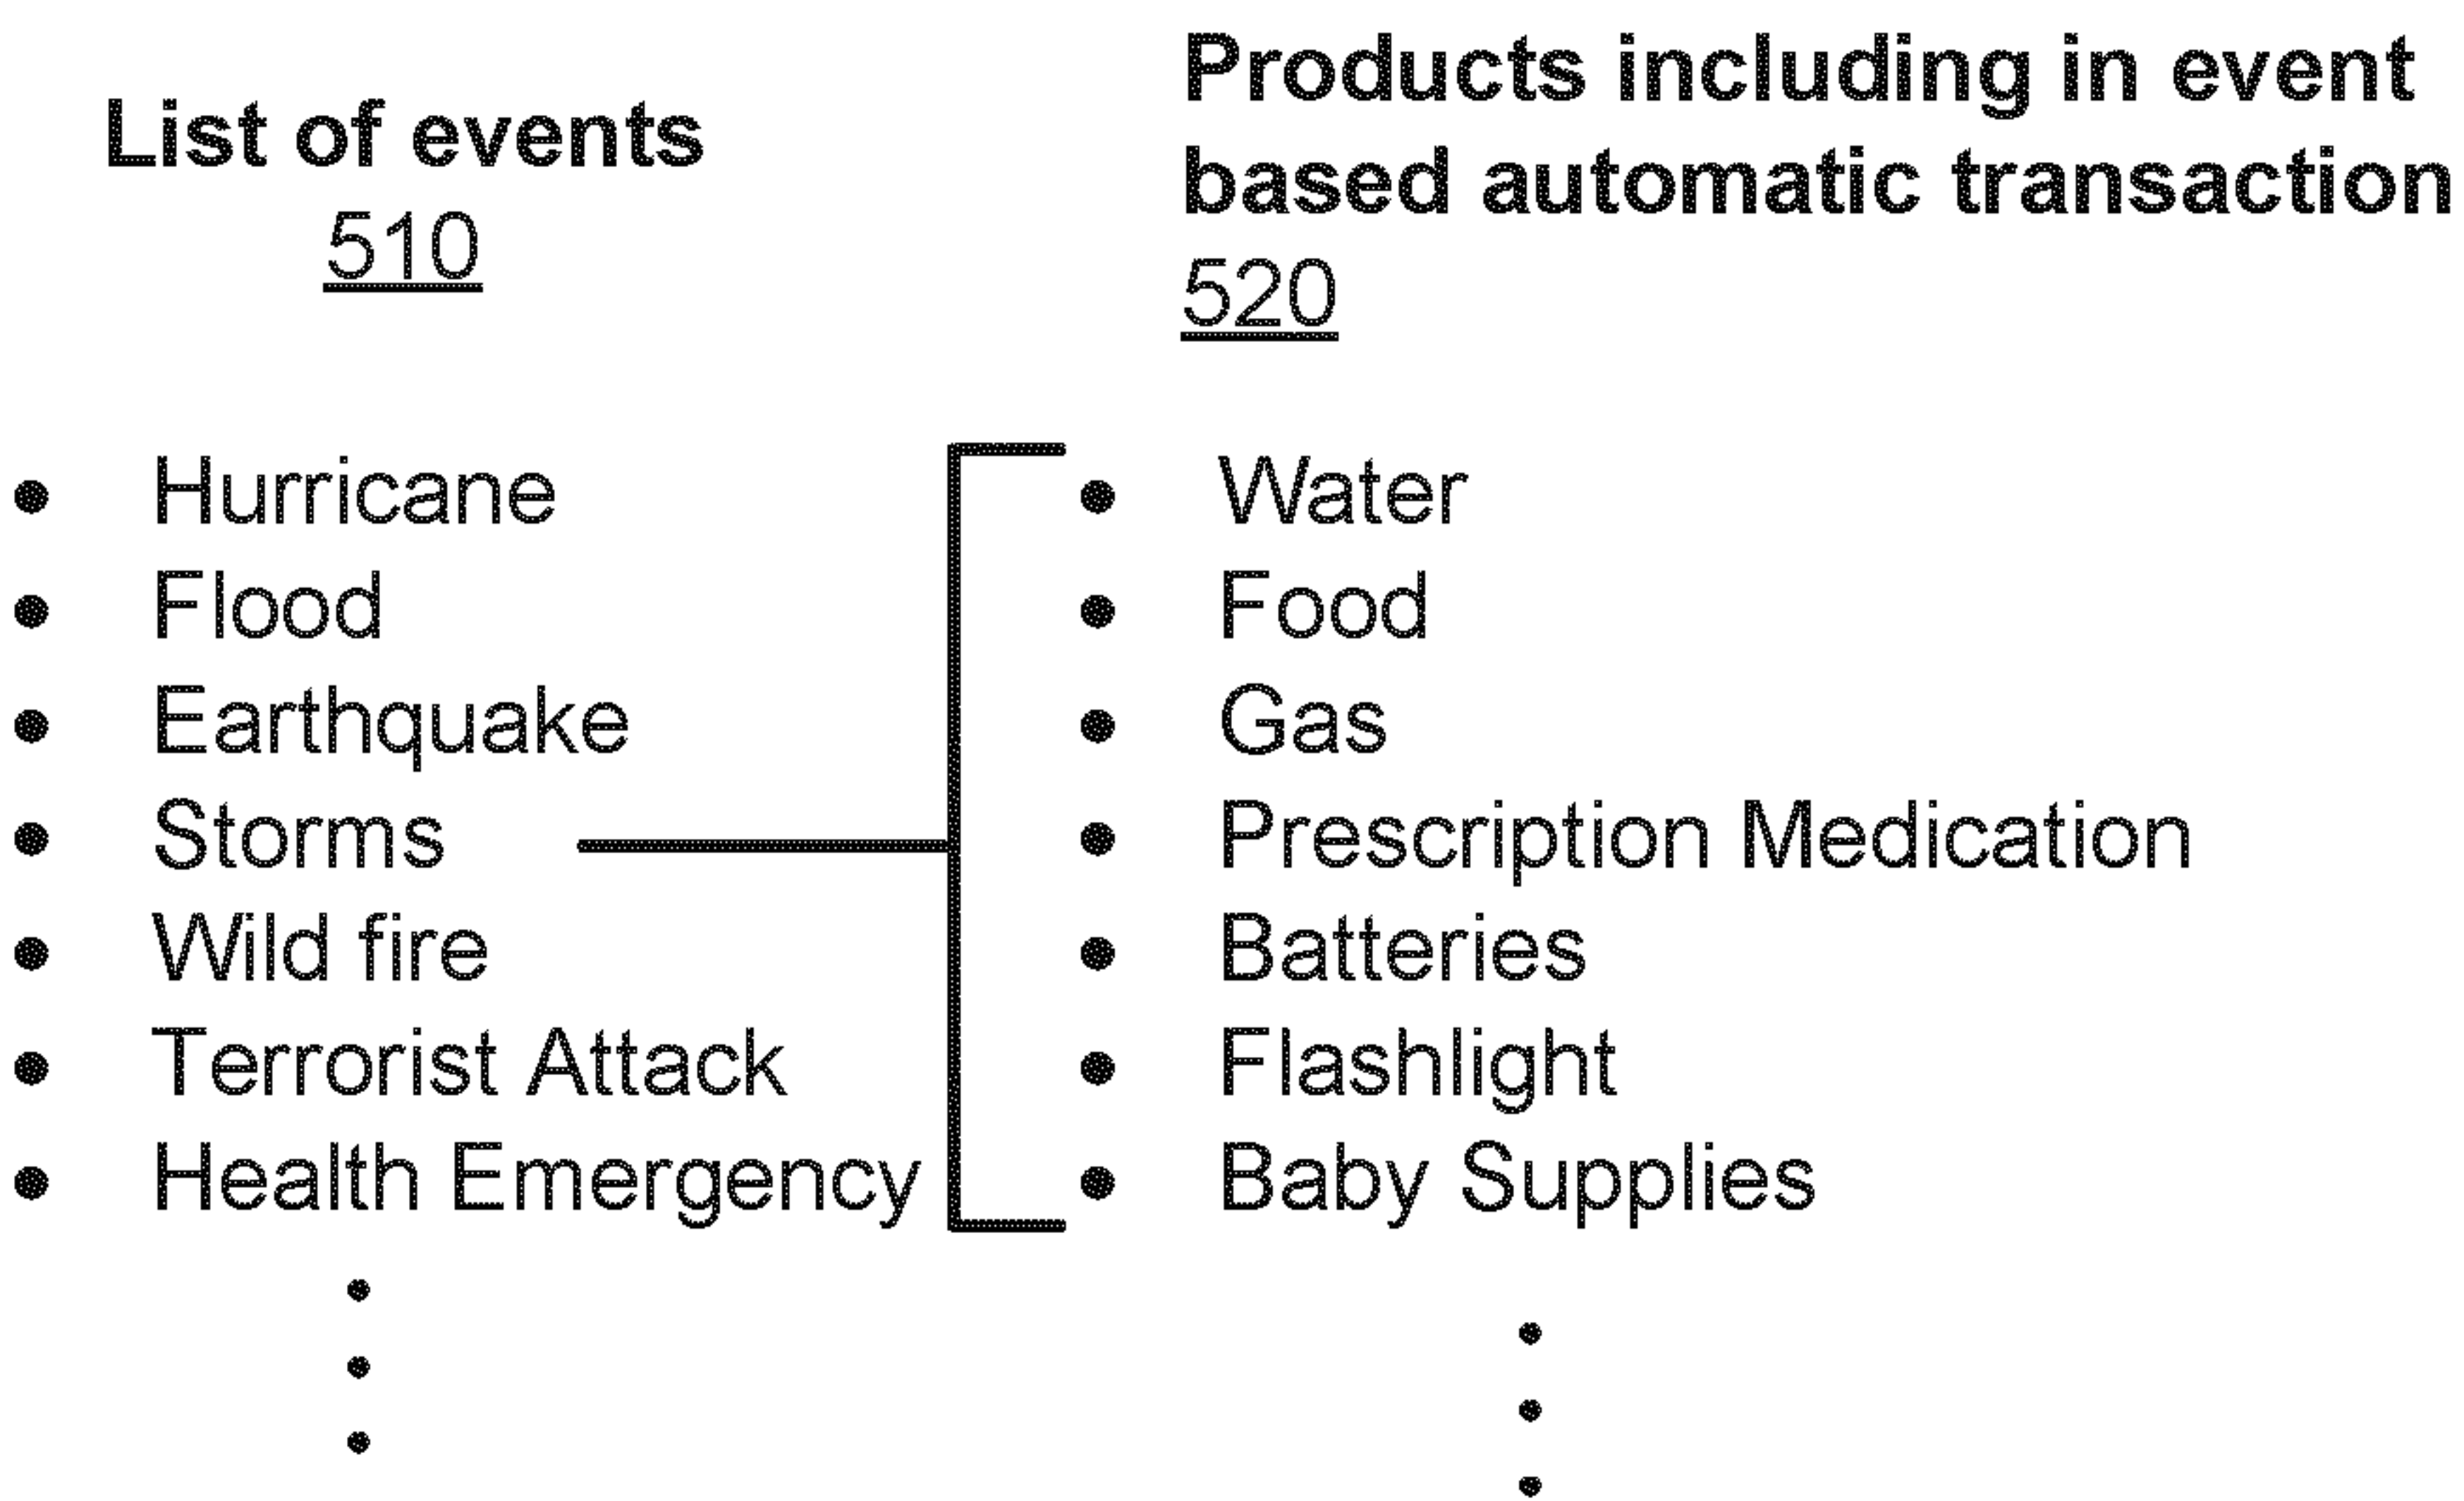 List of events
510
Hurricane
Flood
Earthquake
Storms
Wild fire
Terrorist Attack
Health Emergency
Products including in event
based automatic transaction
520
Water
Food
Gas
Prescription Medication
Batteries
Flashlight
Baby Supplies